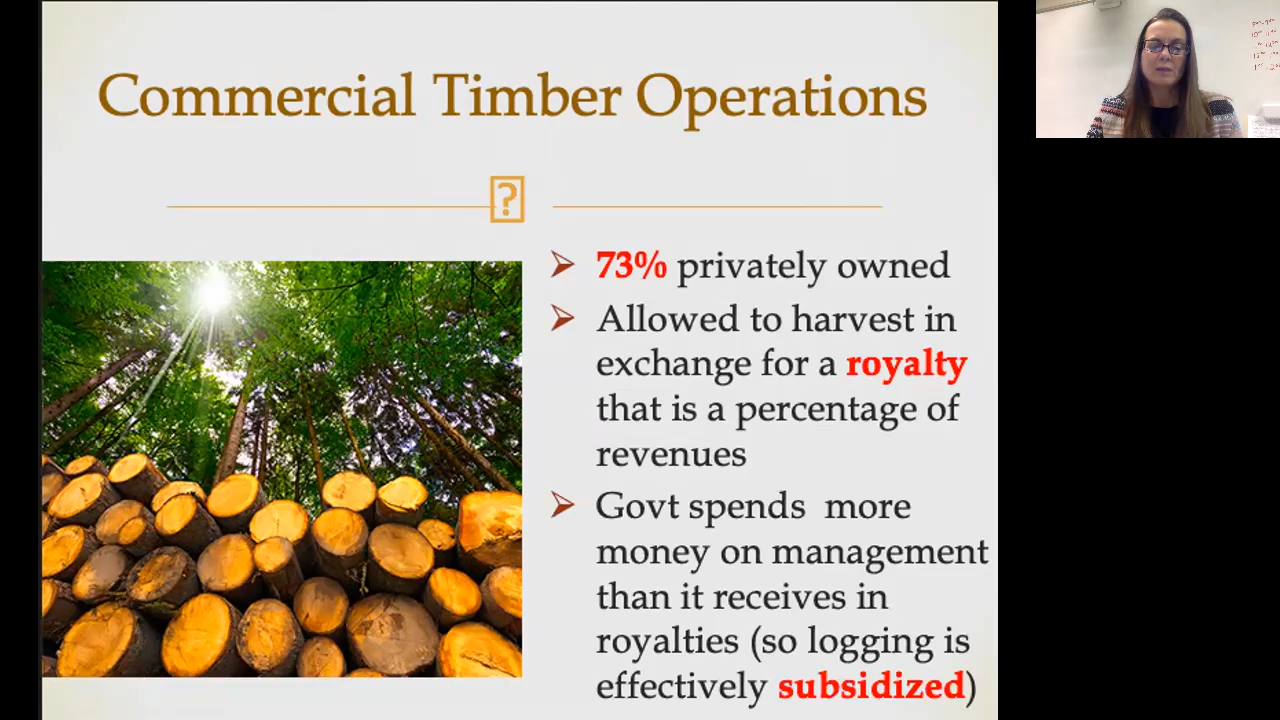 Commercial Timber Operations
?
➢ 73% privately owned
➢ Allowed to harvest in
exchange for a royalty
that is a percentage of
revenues
➢ Govt spends  more
money on management
than it receives in
royalties (so logging is
effectively subsidized)